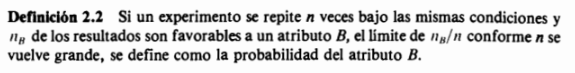 Definición 2.2 Si un experimento se repite n veces bajo las mismas condiciones y
n_B de los resultados son favorables a un atributo B, el límite de n_B/n conforme n se
vuelve grande, se define como la probabilidad del atributo B.